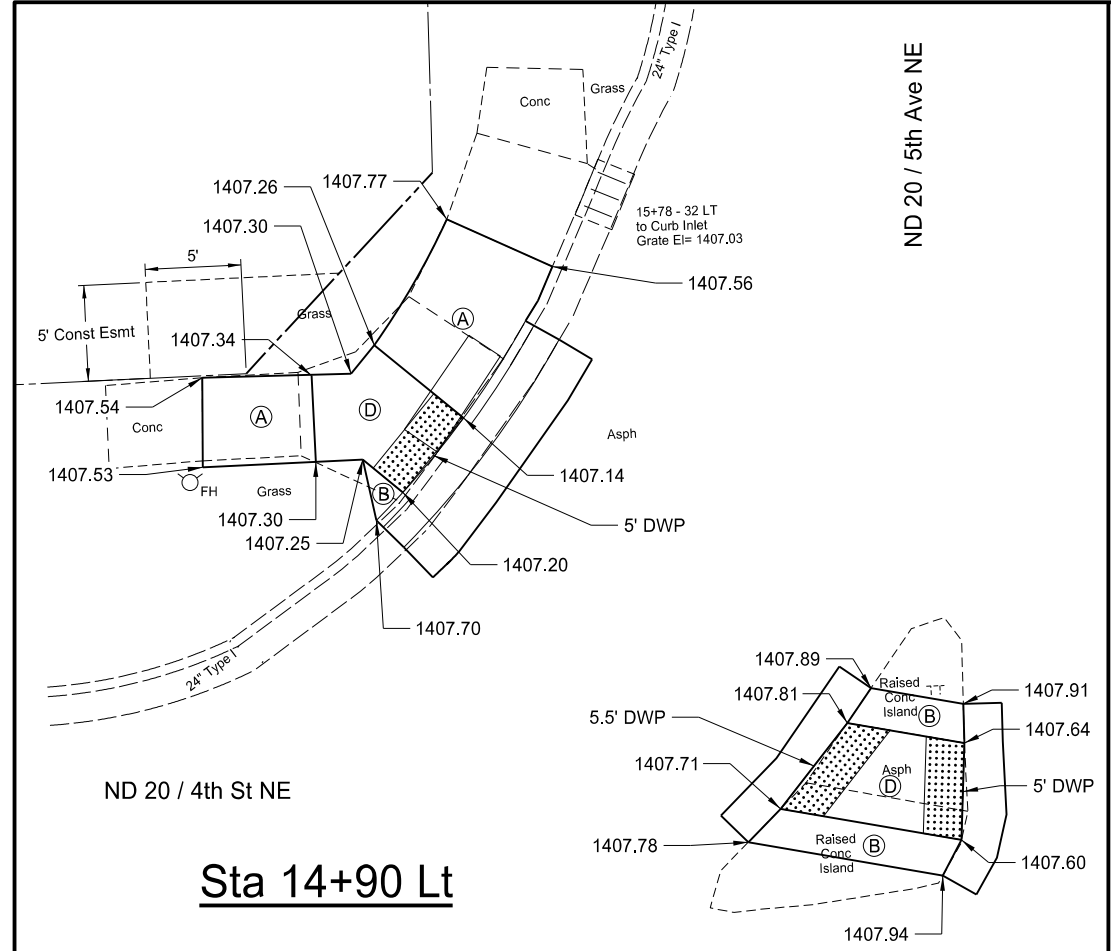 24" Type I
ND 20 / 5th Ave NE
Conc
Grass
1407.77
1407.26
1407.30
15+78 - 32 LT
to Curb Inlet
Grate El= 1407.03
5'
1407.56
Grass
5' Const Esmt
1407.34
A
1407.54
A
D
Conc
Asph
1407.53
1407.14
FH
Grass
B
1407.30
5' DWP
1407.25
1407.20
1407.70
24" Type I
1407.89
Raised
Conc
Island
B
1407.91
1407.81
5.5' DWP
1407.64
1407.71
Asph
D
5' DWP
ND 20 / 4th St NE
1407.78
Raised
Conc
Island
B
1407.60
Sta 14+90 Lt
1407.94